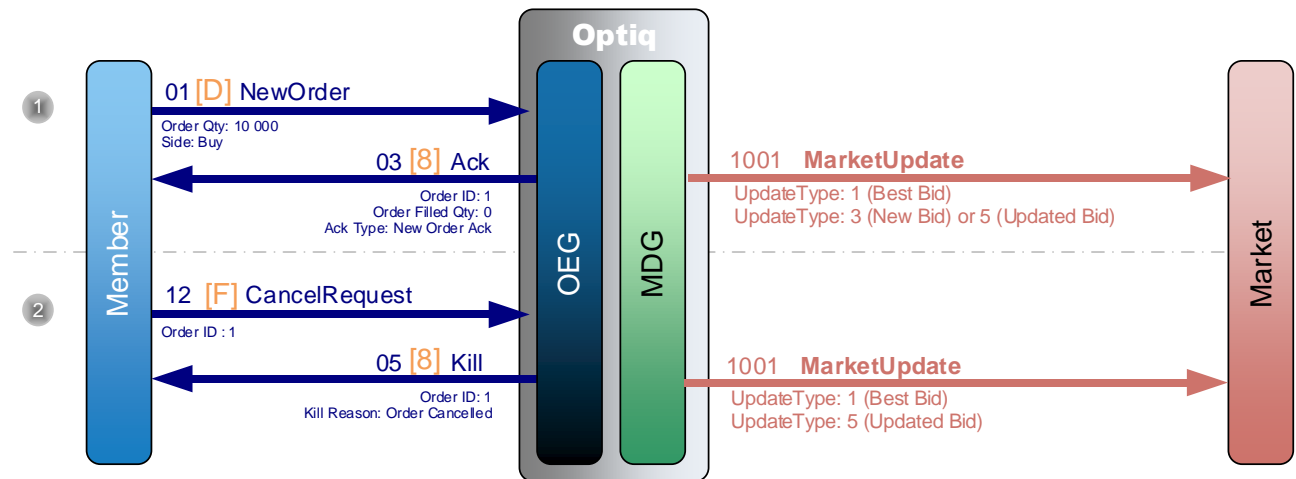 Optiq
1
01 [D] NewOrder
Order Qty: 10 000
Side: Buy
03 [8] Ack
Order ID: 1
Order Filled Qty: 0
Ack Type: New Order Ack
1001 MarketUpdate
UpdateType: 1 (Best Bid)
UpdateType: 3 (New Bid) or 5 (Updated Bid)
Member
OEG
MDG
Market
2
12 [F] CancelRequest
Order ID : 1
05 [8] Kill
Order ID: 1
Kill Reason: Order Cancelled
1001 MarketUpdate
UpdateType: 1 (Best Bid)
UpdateType: 5 (Updated Bid)